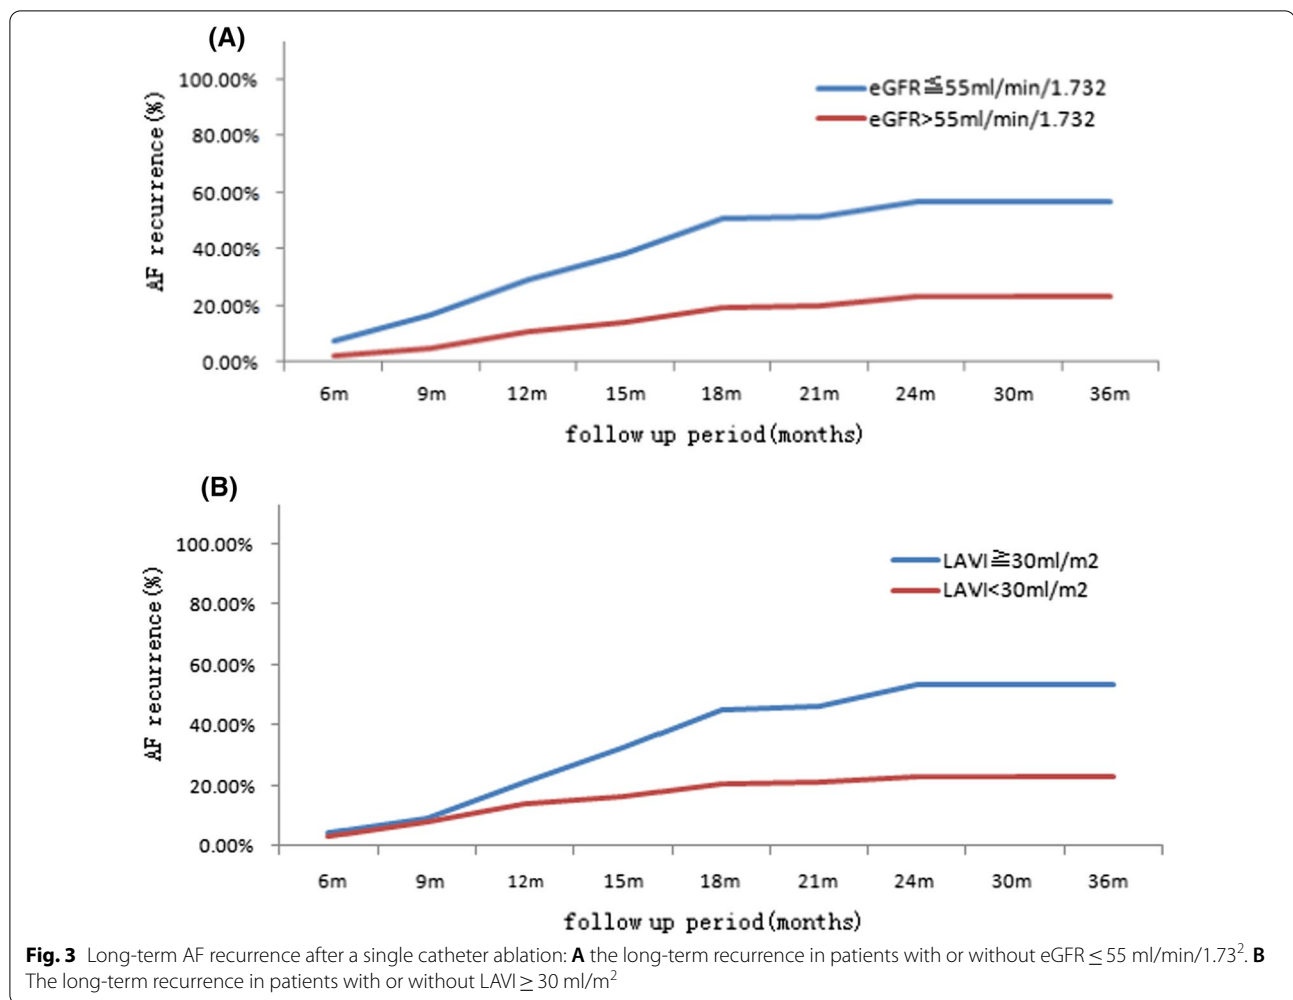 (A)
100.00%
80.00%
60.00%
40.00%
20.00%
0.00%
AF recurrence(%)
eGFR≦55ml/min/1.732
eGFR>55ml/min/1.732
6m 9m 12m 15m 18m 21m 24m 30m 36m
follow up period(months)
(B)
100.00%
80.00%
60.00%
40.00%
20.00%
0.00%
AF recurrence(%)
LAVI≧30ml/m2
LAVI<30ml/m2
6m 9m 12m 15m 18m 21m 24m 30m 36m
follow up period(months)
Fig. 3 Long-term AF recurrence after a single catheter ablation: A the long-term recurrence in patients with or without eGFR ≤ 55 ml/min/1.73². B
The long-term recurrence in patients with or without LAVI ≥ 30 ml/m²